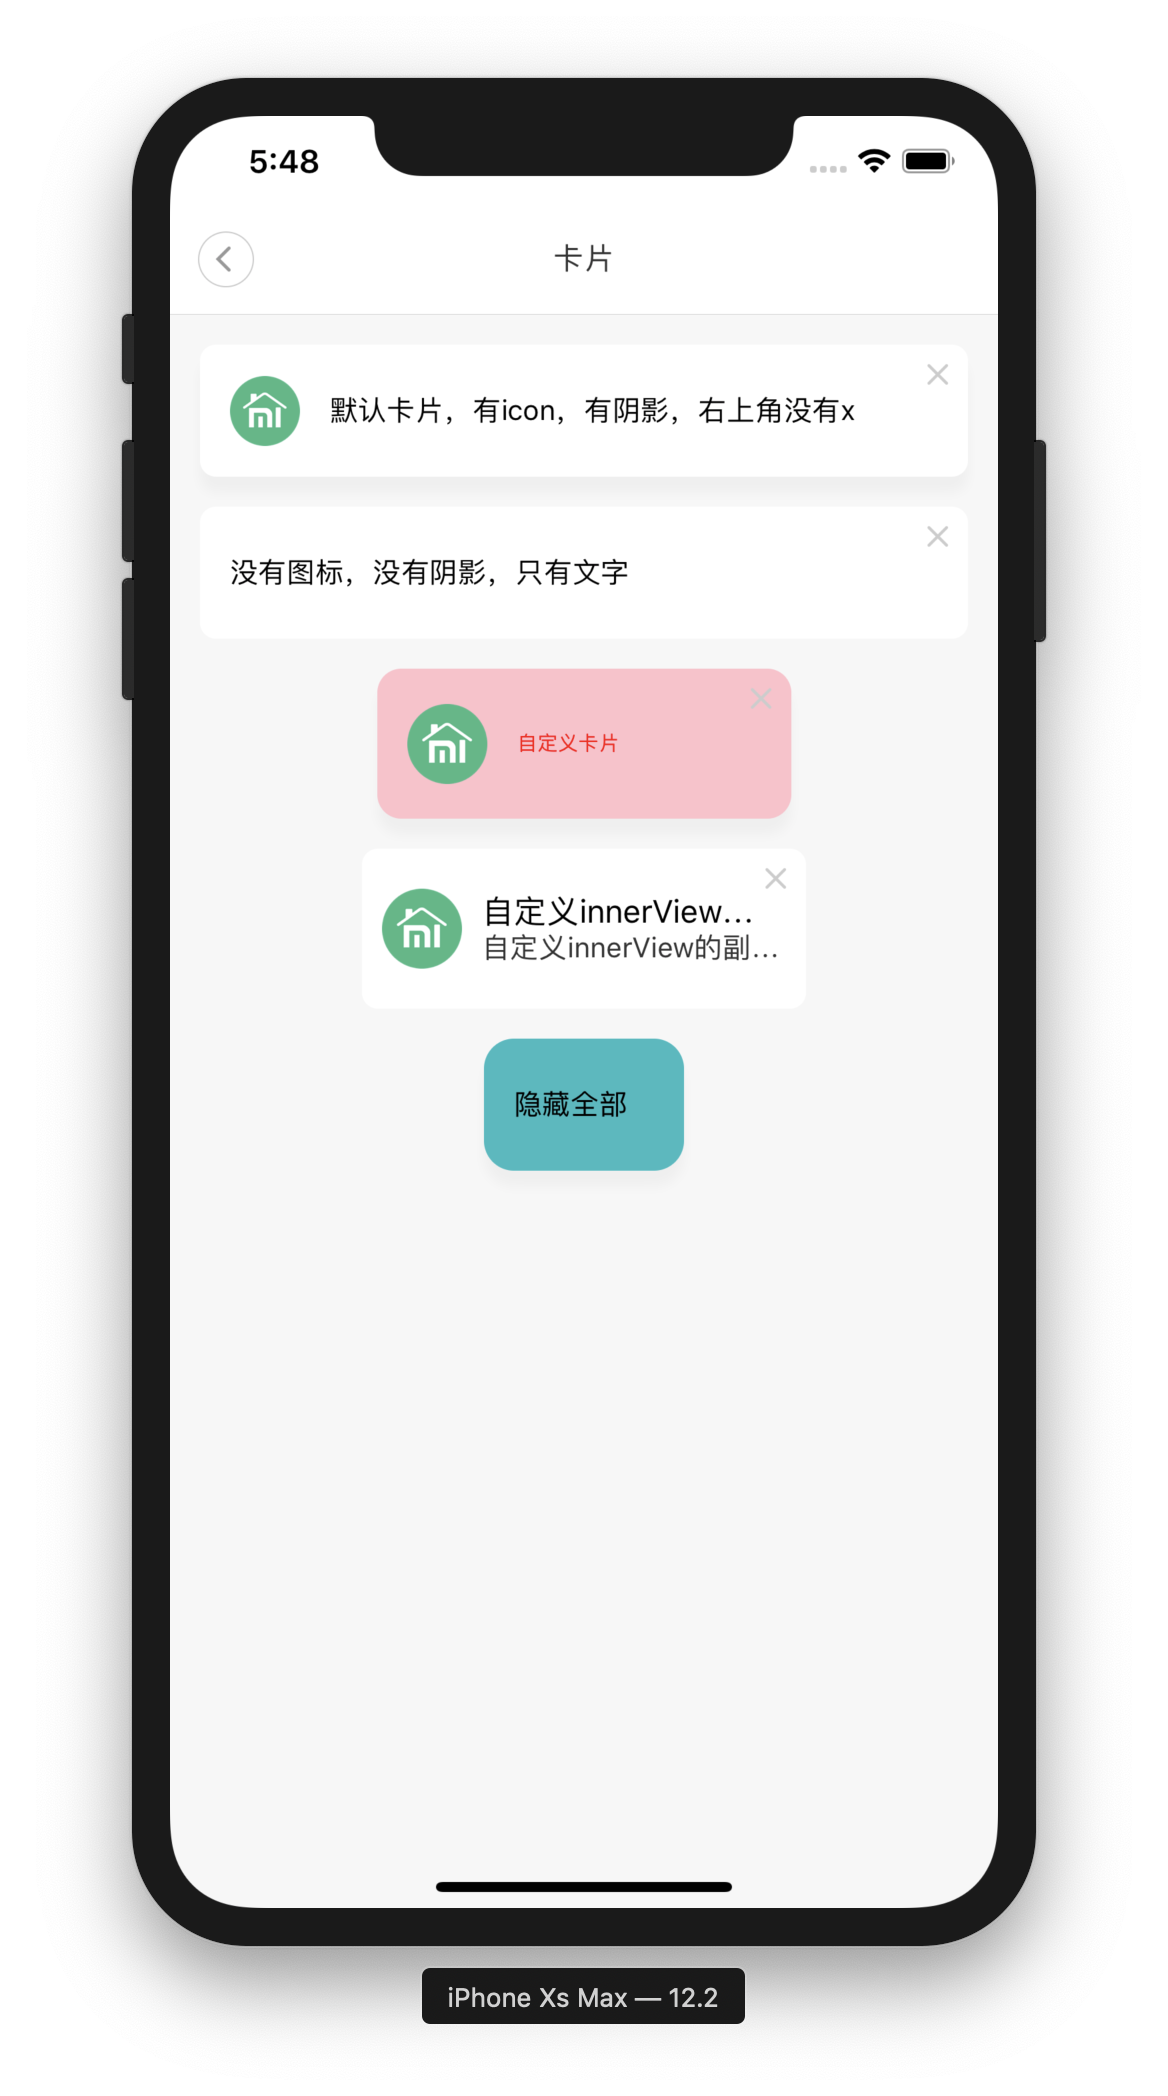 5:48
卡片
默认卡片，有icon，有阴影，右上角没有x
没有图标，没有阴影，只有文字
自定义卡片
自定义innerView...
自定义innerView的副...
隐藏全部
iPhone Xs Max — 12.2